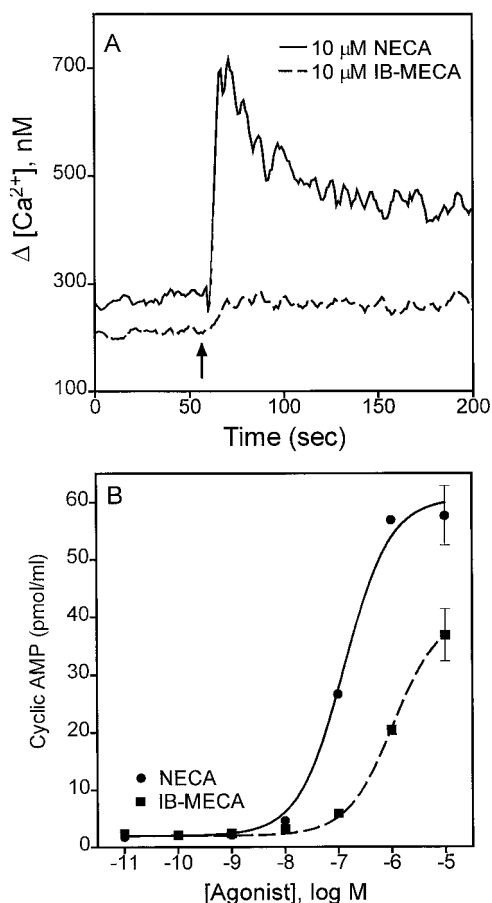 A
10 μM NECA
10 μM IB-MECA
Δ [Ca²⁺], nM
700
500
300
100
0
50
100
150
200
Time (sec)
B
Cyclic AMP (pmol/ml)
60
50
40
30
20
10
0
NECA
IB-MECA
-11
-10
-9
-8
-7
-6
-5
[Agonist], log M